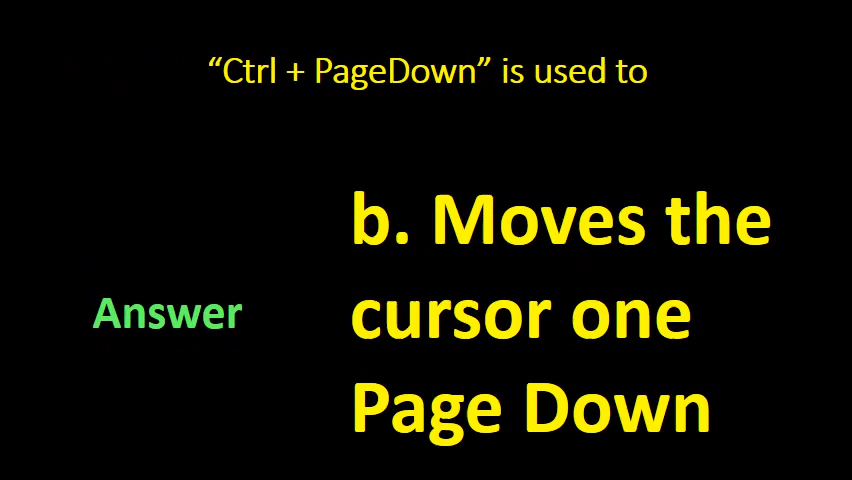 “Ctrl + PageDown” is used to
b. Moves the
cursor one
Page Down
Answer